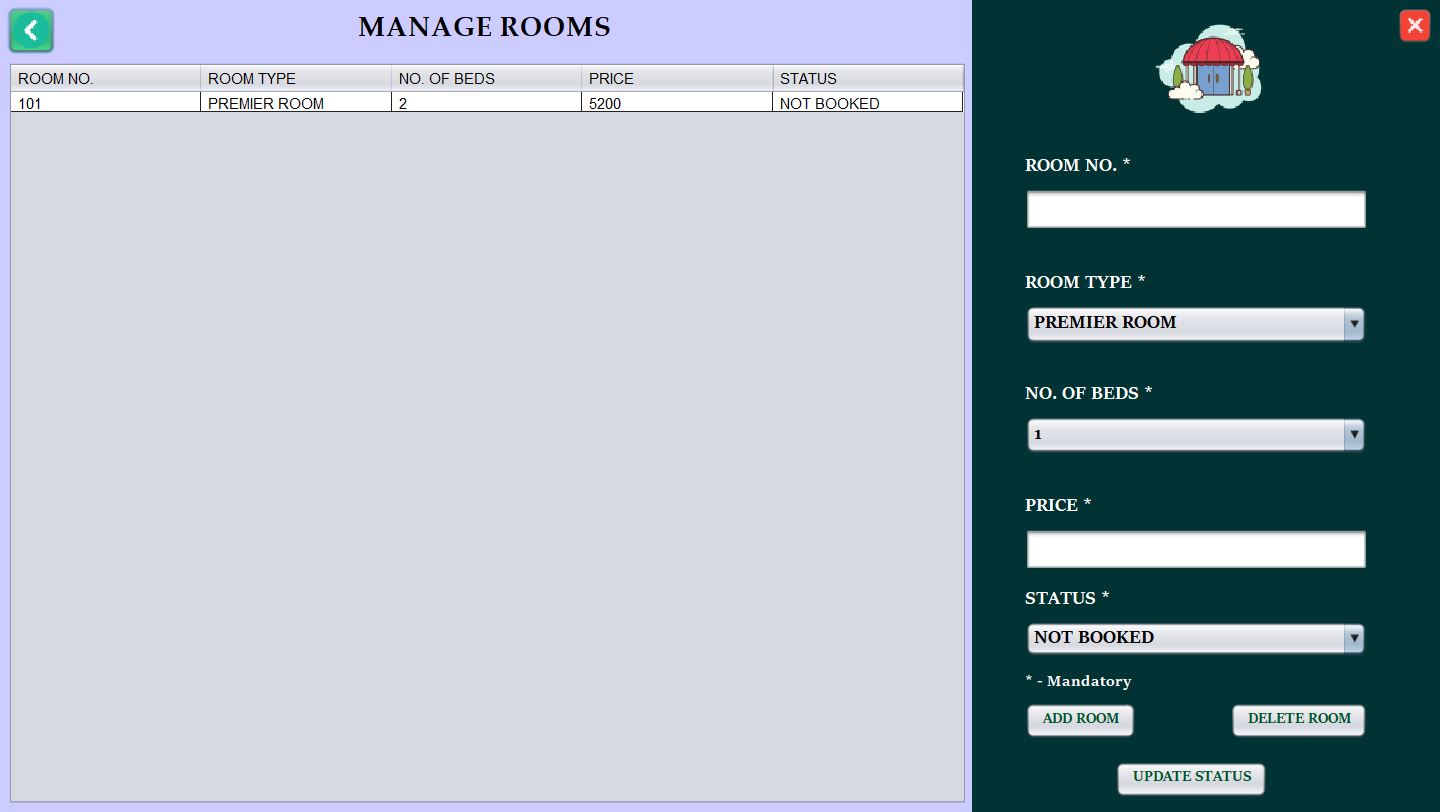 MANAGE ROOMS
ROOM NO. ROOM TYPE NO. OF BEDS PRICE STATUS
101 PREMIER ROOM 2 5200 NOT BOOKED
ROOM NO. *
ROOM TYPE *
PREMIER ROOM
NO. OF BEDS *
1
PRICE *
STATUS *
NOT BOOKED
* - Mandatory
ADD ROOM DELETE ROOM
UPDATE STATUS